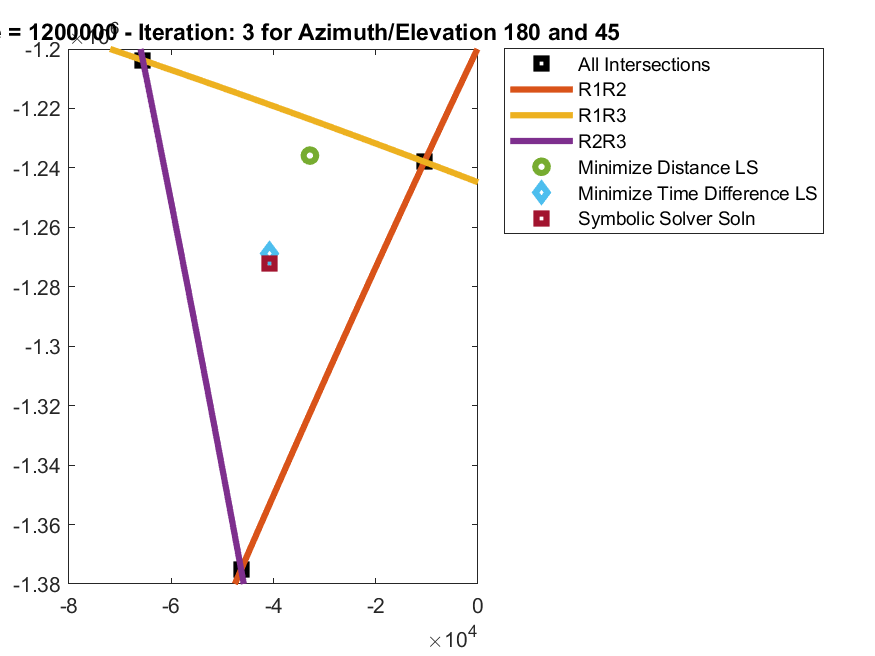 e = 1200000 - Iteration: 3 for Azimuth/Elevation 180 and 45
×10^6
-1.2
-1.22
-1.24
-1.26
-1.28
-1.3
-1.32
-1.34
-1.36
-1.38
-8 -6 -4 -2 0
×10^4
All Intersections
R1R2
R1R3
R2R3
Minimize Distance LS
Minimize Time Difference LS
Symbolic Solver Soln